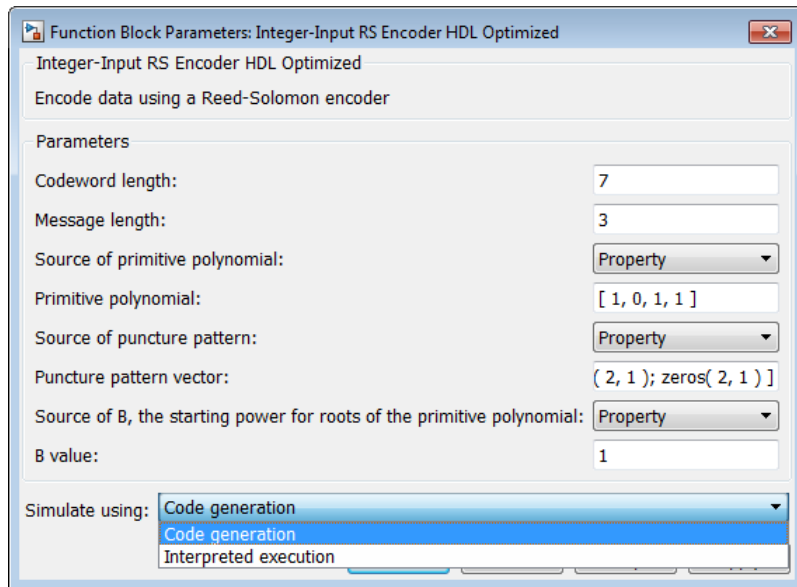 Function Block Parameters: Integer-Input RS Encoder HDL Optimized
Integer-Input RS Encoder HDL Optimized
Encode data using a Reed-Solomon encoder
Parameters
Codeword length: 7
Message length: 3
Source of primitive polynomial: Property
Primitive polynomial: [ 1, 0, 1, 1 ]
Source of puncture pattern: Property
Puncture pattern vector: ( 2, 1 ); zeros( 2, 1 ) ]
Source of B, the starting power for roots of the primitive polynomial: Property
B value: 1
Simulate using: Code generation
Code generation
Interpreted execution